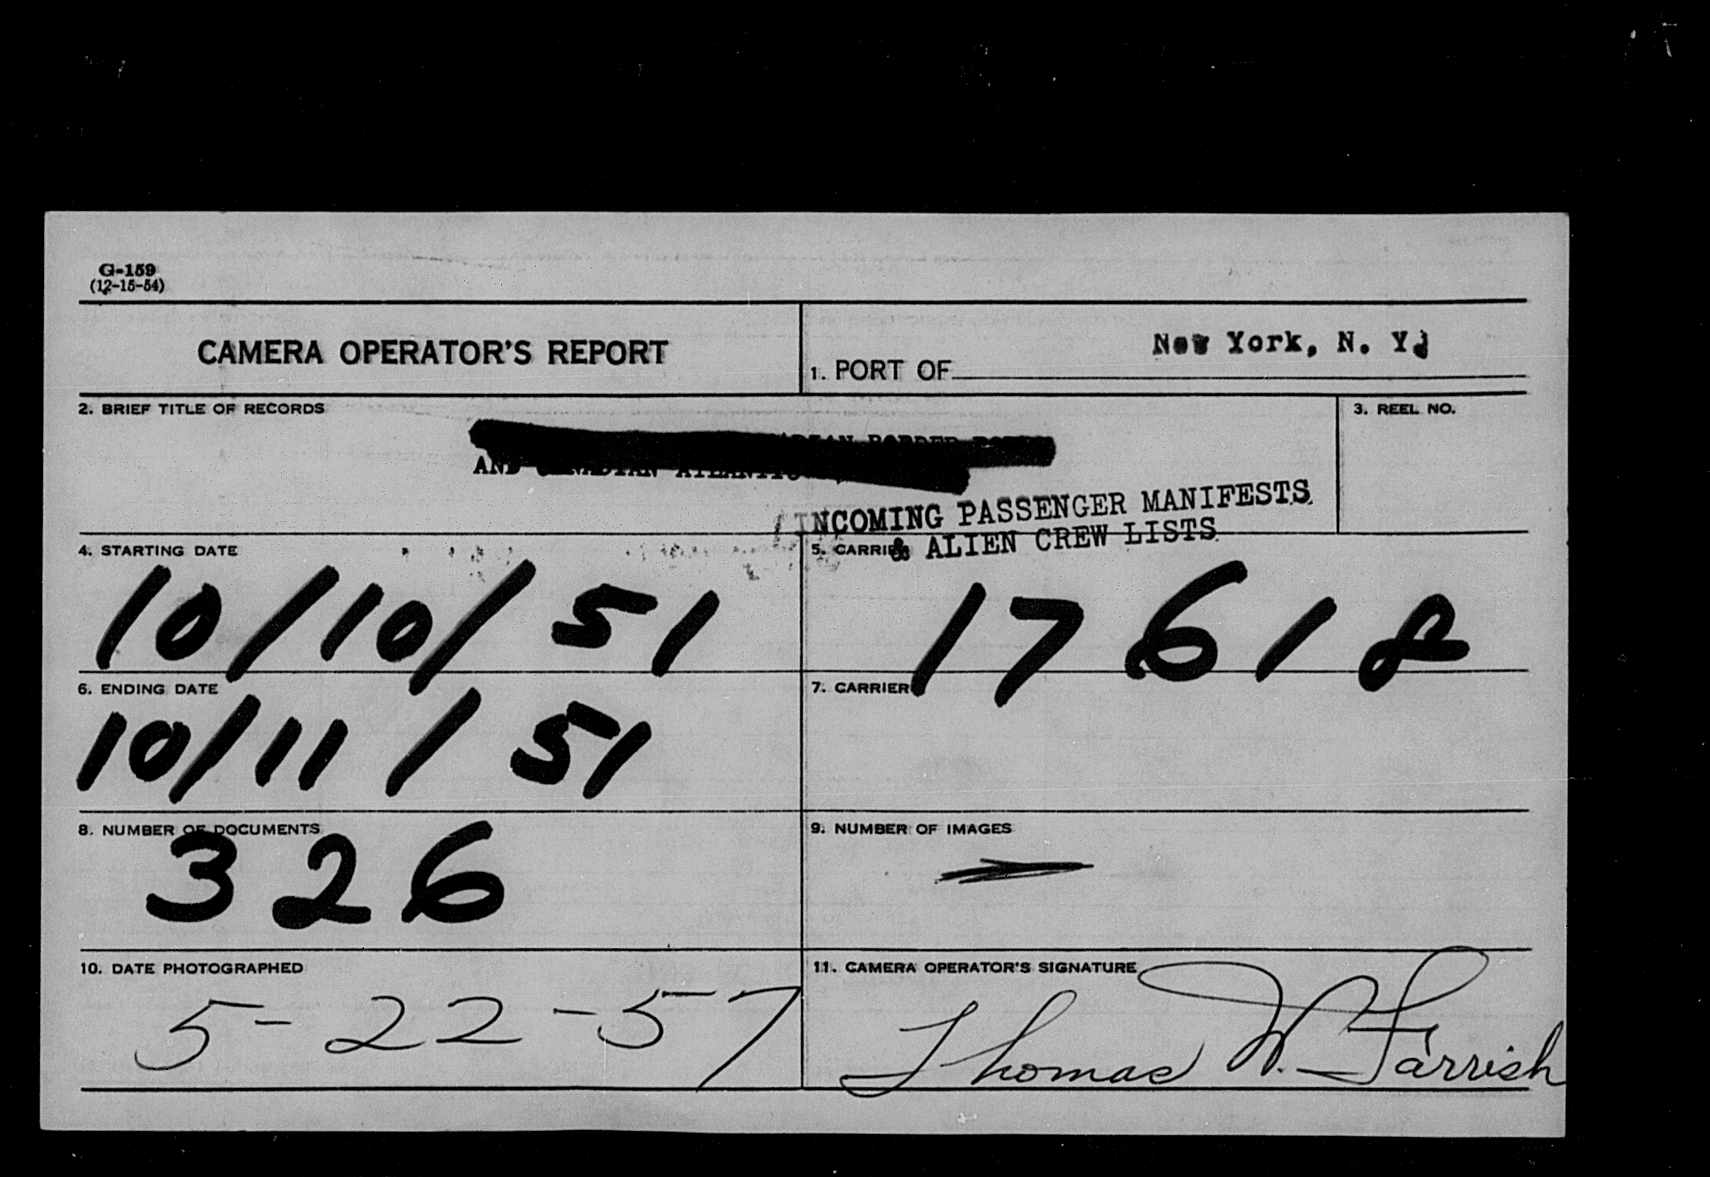 G-159
(12-15-54)
CAMERA OPERATOR'S REPORT
1. PORT OF New York, N. Y.
2. BRIEF TITLE OF RECORDS
3. REEL NO.
BORDER
AND CANADIAN ATLANTIC
INCOMING PASSENGER MANIFESTS
& ALIEN CREW LISTS
4. STARTING DATE
10/10/51
5. CARRIER
17618
6. ENDING DATE
10/11/51
7. CARRIER
8. NUMBER OF DOCUMENTS
326
9. NUMBER OF IMAGES
10. DATE PHOTOGRAPHED
5-22-57
11. CAMERA OPERATOR'S SIGNATURE
Thomas W. Farrish